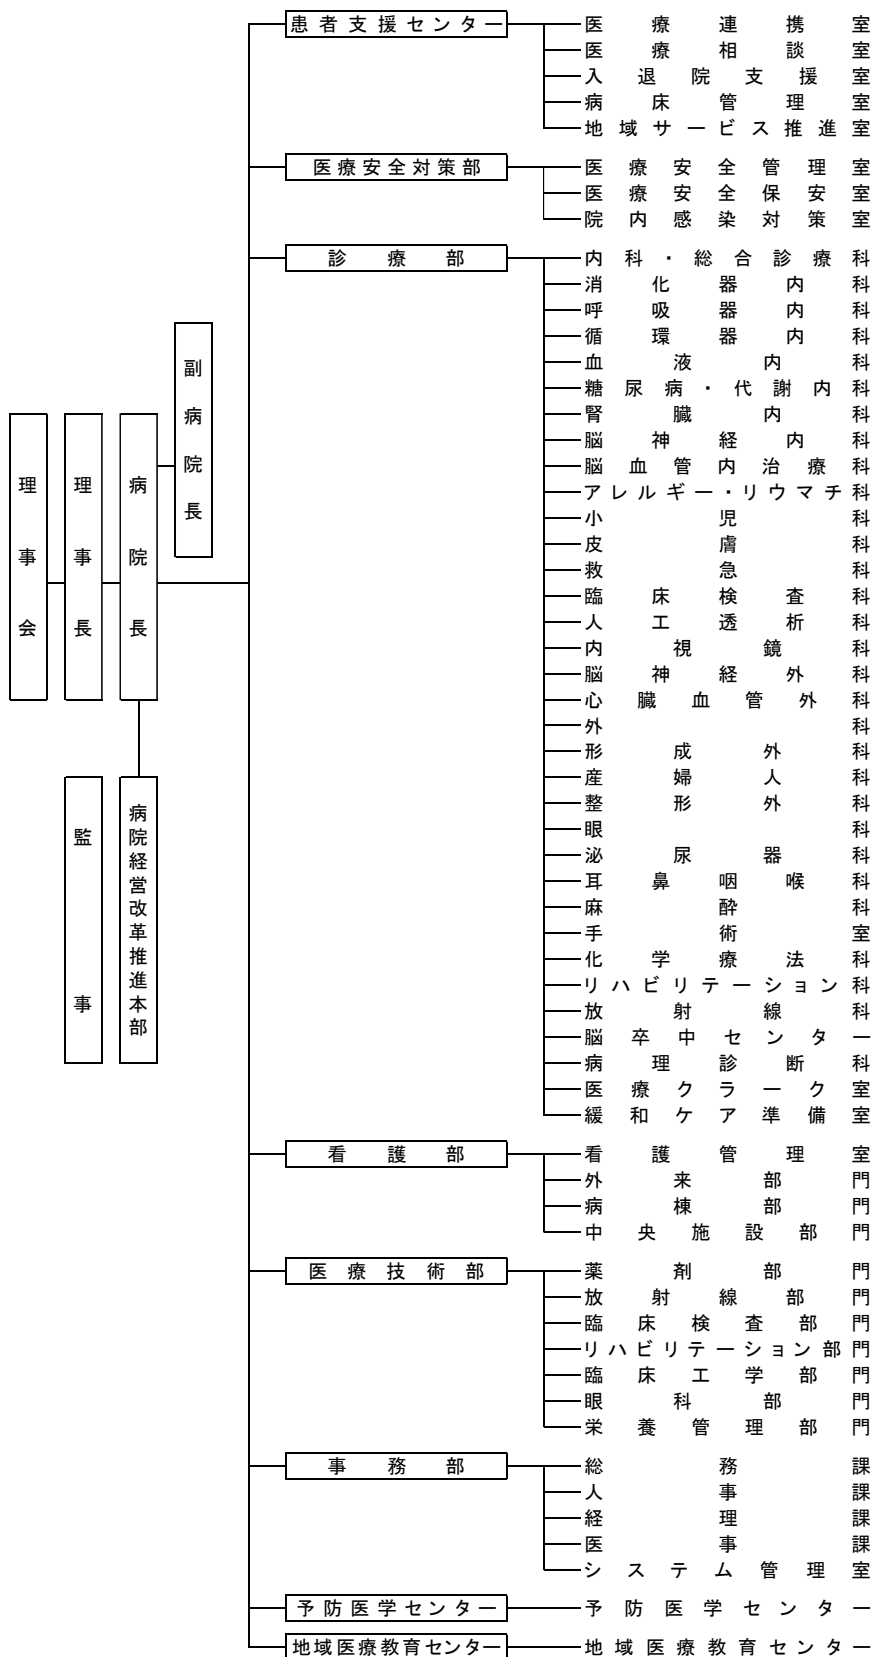 理事会
理事長
監事
病院長
病院経営改革推進本部
副病院長
患者支援センター
医療連携室
医療相談室
入退院支援室
病床管理室
地域サービス推進室
医療安全対策部
医療安全管理室
医療安全保安室
院内感染対策室
診療部
内科・総合診療科
消化器内科
呼吸器内科
循環器内科
血液内科
糖尿病・代謝内科
腎臓内科
脳神経内科
脳血管内治療科
アレルギー・リウマチ科
小児科
皮膚科
救急科
臨床検査科
人工透析科
内視鏡科
脳神経外科
心臓血管外科
外科
形成外科
産婦人科
整形外科
眼科
泌尿器科
耳鼻咽喉科
麻酔科
手術室
化学療法科
リハビリテーション科
放射線科
脳卒中センター
病理診断科
医療クラーク室
緩和ケア準備室
看護部
看護管理室
外来部門
病棟部門
中央施設部門
医療技術部
薬剤部門
放射線部門
臨床検査部門
リハビリテーション部門
臨床工学部門
眼科部門
栄養管理部門
事務部
総務課
人事課
経理課
医事課
システム管理室
予防医学センター
予防医学センター
地域医療教育センター
地域医療教育センター